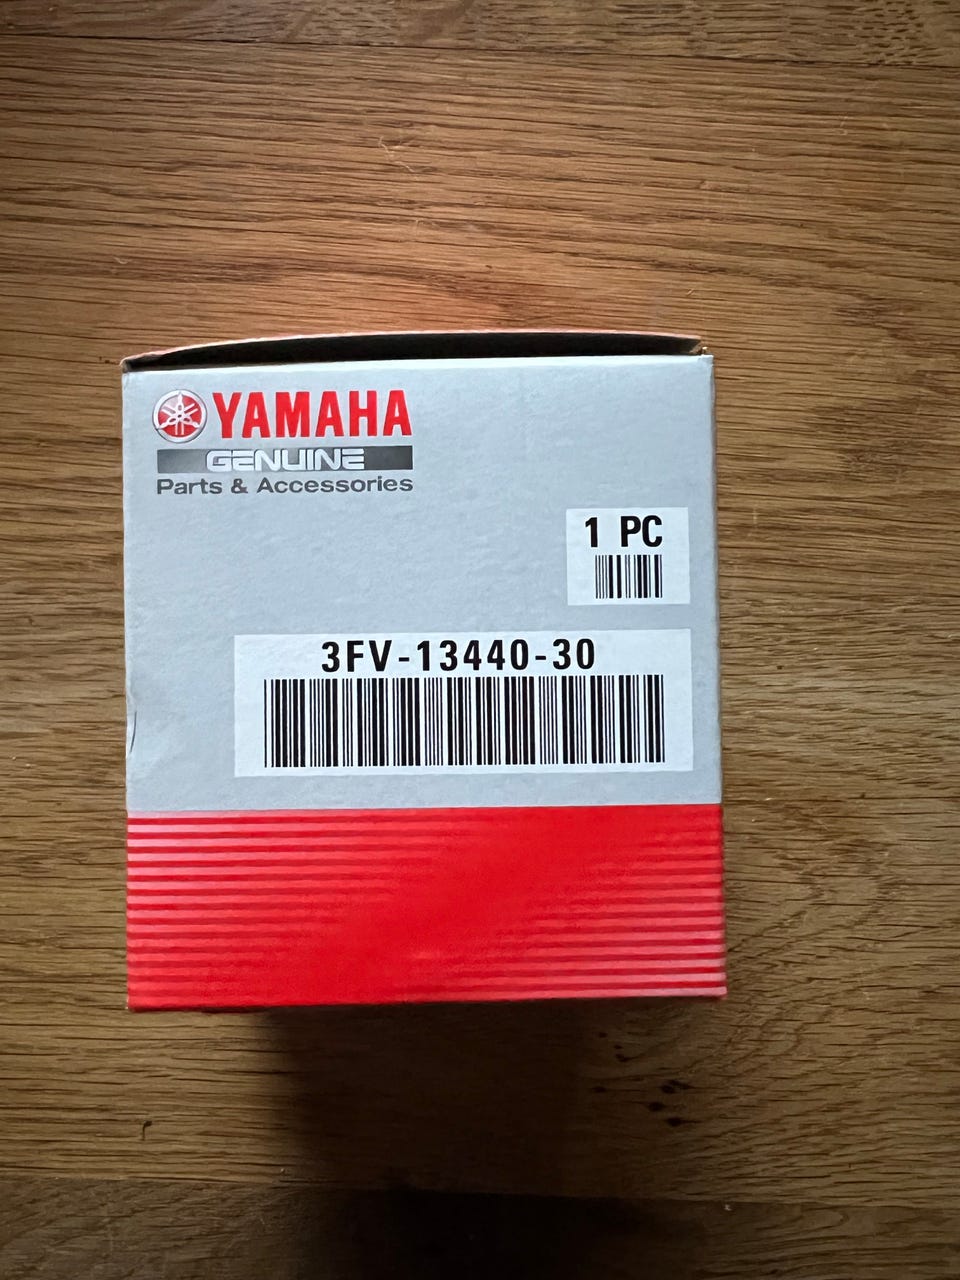 YAMAHA
GENUINE
Parts & Accessories
1 PC
3FV-13440-30